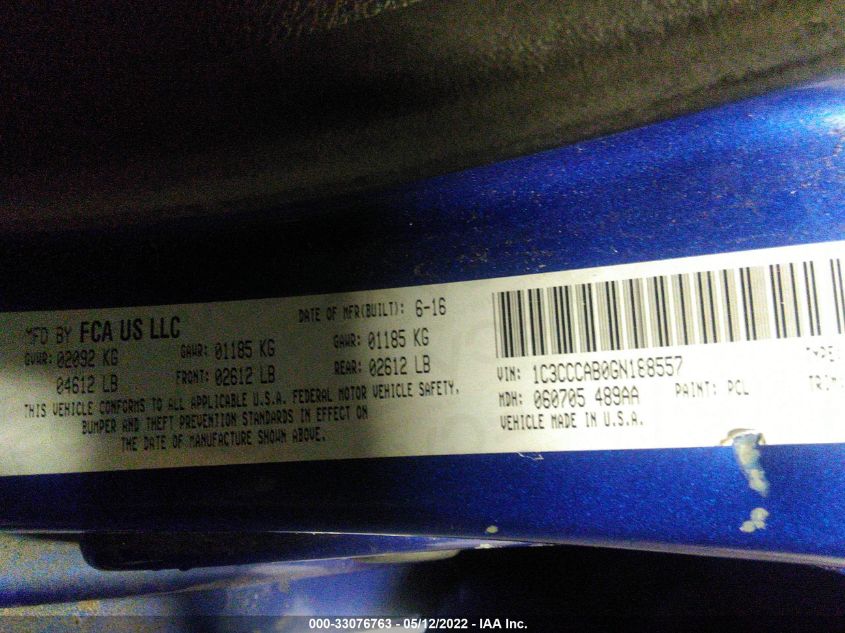 MFD BY FCA US LLC
DATE OF MFR(BUILT): 6-16
GVWR: 02092 KG
GAWR: 01185 KG
GAWR: 01185 KG
04612 LB
FRONT: 02612 LB
REAR: 02612 LB
THIS VEHICLE CONFORMS TO ALL APPLICABLE U.S.A. FEDERAL MOTOR VEHICLE SAFETY,
BUMPER AND THEFT PREVENTION STANDARDS IN EFFECT ON
THE DATE OF MANUFACTURE SHOWN ABOVE.
VIN: 1C3CCCAB0GN168557
TYPE:
MDH: 060705 489AA
PAINT: PCL
TRIM:
VEHICLE MADE IN U.S.A.
000-33076763 - 05/12/2022 - IAA Inc.